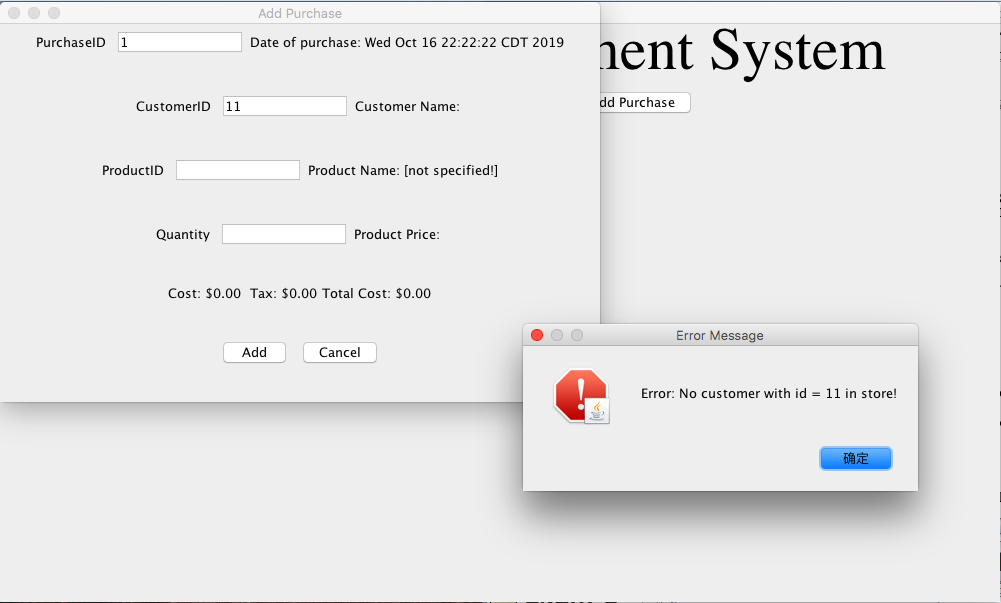 Add Purchase
PurchaseID 1 Date of purchase: Wed Oct 16 22:22:22 CDT 2019
ment System
dd Purchase
CustomerID 11 Customer Name:
ProductID Product Name: [not specified!]
Quantity Product Price:
Cost: $0.00 Tax: $0.00 Total Cost: $0.00
Add Cancel
Error Message
Error: No customer with id = 11 in store!
确定